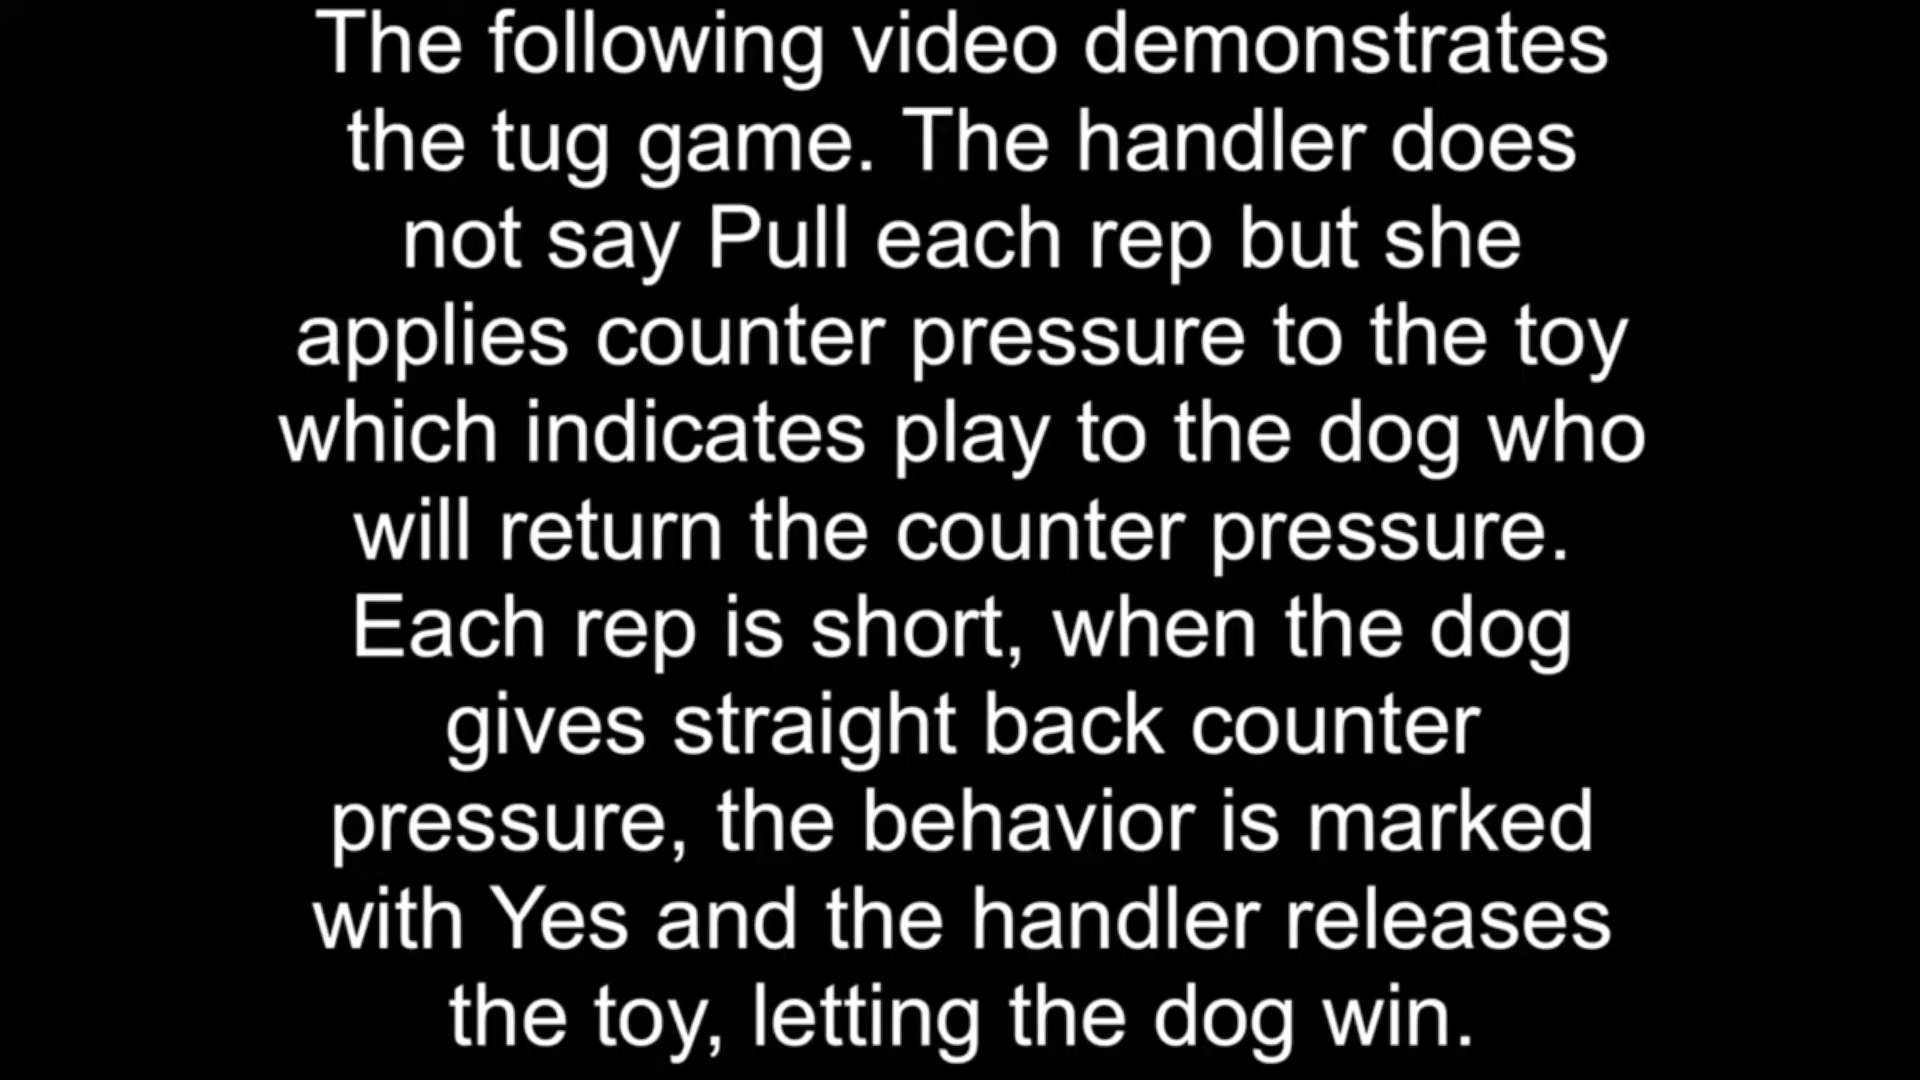 The following video demonstrates
the tug game. The handler does
not say Pull each rep but she
applies counter pressure to the toy
which indicates play to the dog who
will return the counter pressure.
Each rep is short, when the dog
gives straight back counter
pressure, the behavior is marked
with Yes and the handler releases
the toy, letting the dog win.